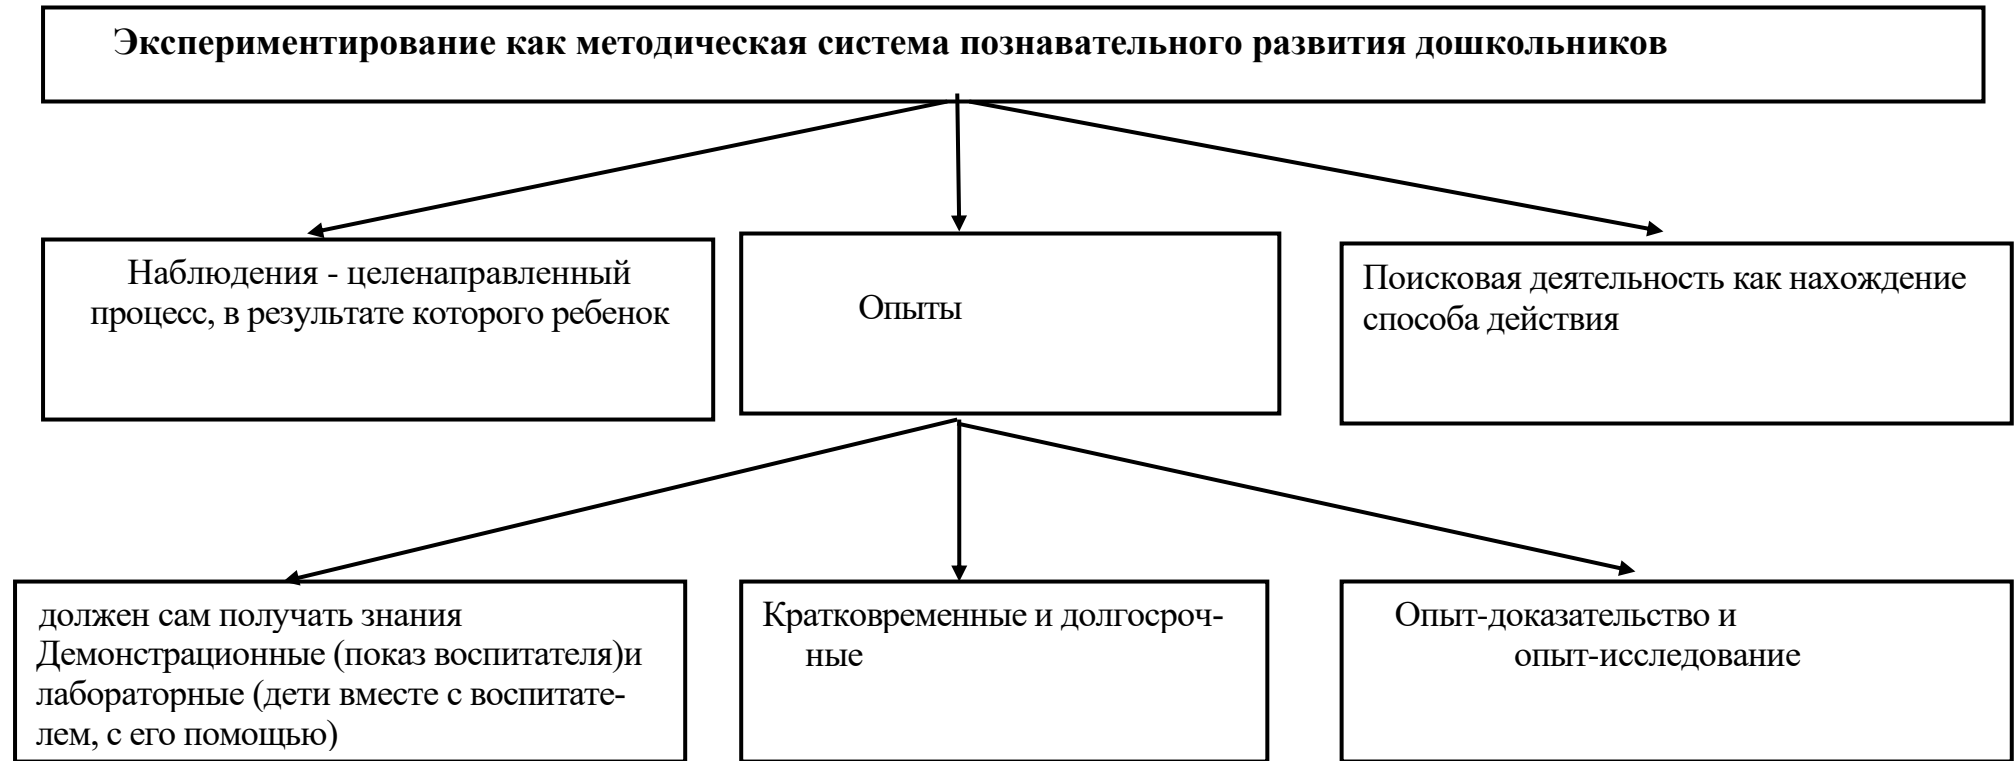 Экспериментирование как методическая система познавательного развития дошкольников
Наблюдения - целенаправленный
процесс, в результате которого ребенок
Опыты
Поисковая деятельность как нахождение
способа действия
должен сам получать знания
Демонстрационные (показ воспитателя)и
лабораторные (дети вместе с воспитате-
лем, с его помощью)
Кратковременные и долгосроч-
ные
Опыт-доказательство и
опыт-исследование